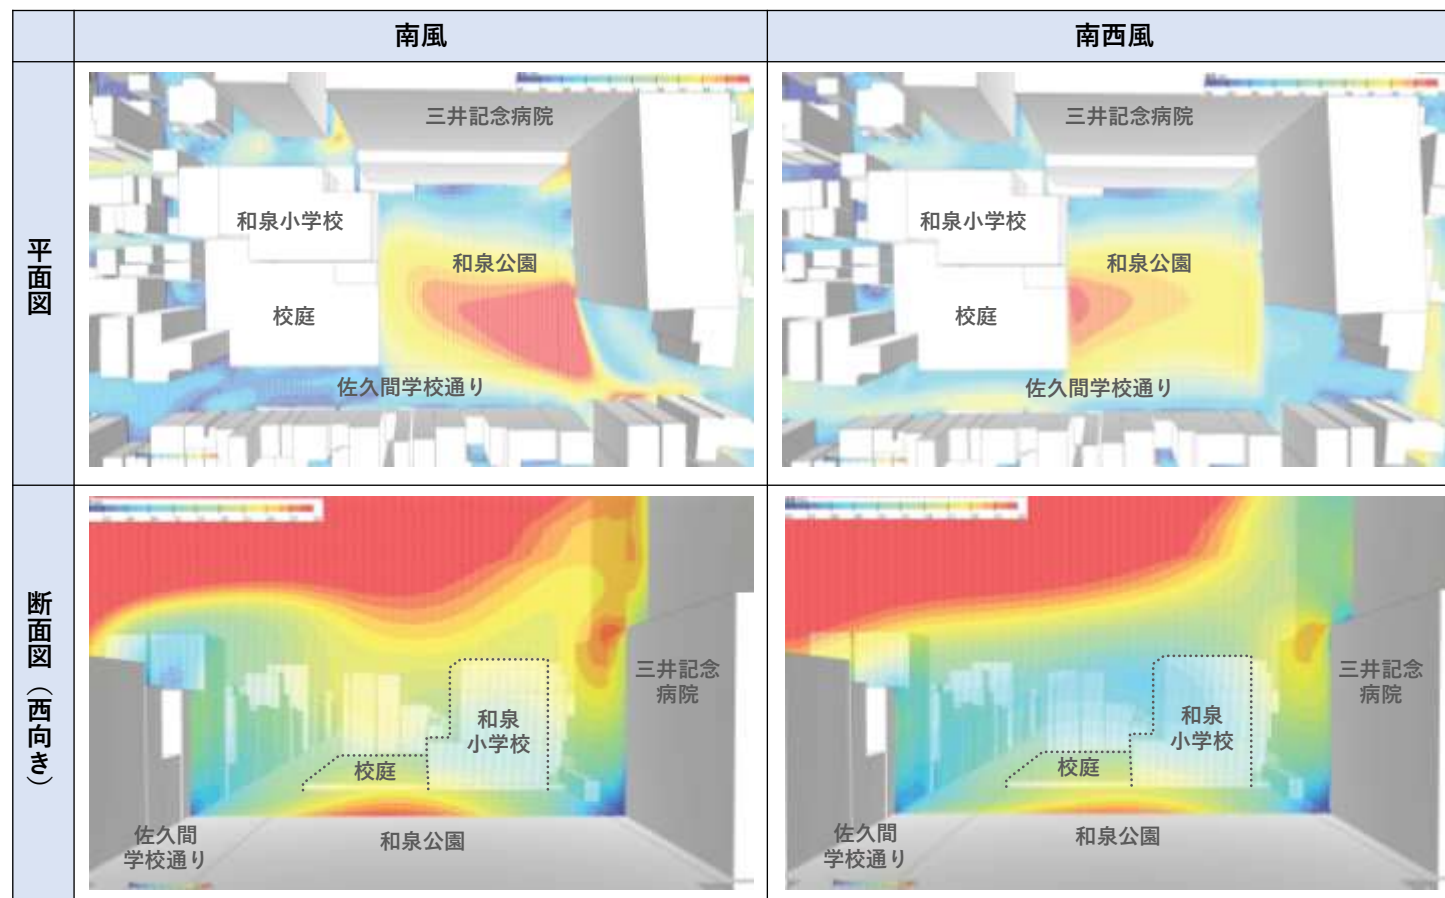 南風
南西風
平面図
三井記念病院
和泉小学校
和泉公園
校庭
佐久間学校通り
三井記念病院
和泉小学校
和泉公園
校庭
佐久間学校通り
断面図（西向き）
三井記念
病院
和泉
小学校
校庭
佐久間
学校通り
和泉公園
三井記念
病院
和泉
小学校
校庭
佐久間
学校通り
和泉公園